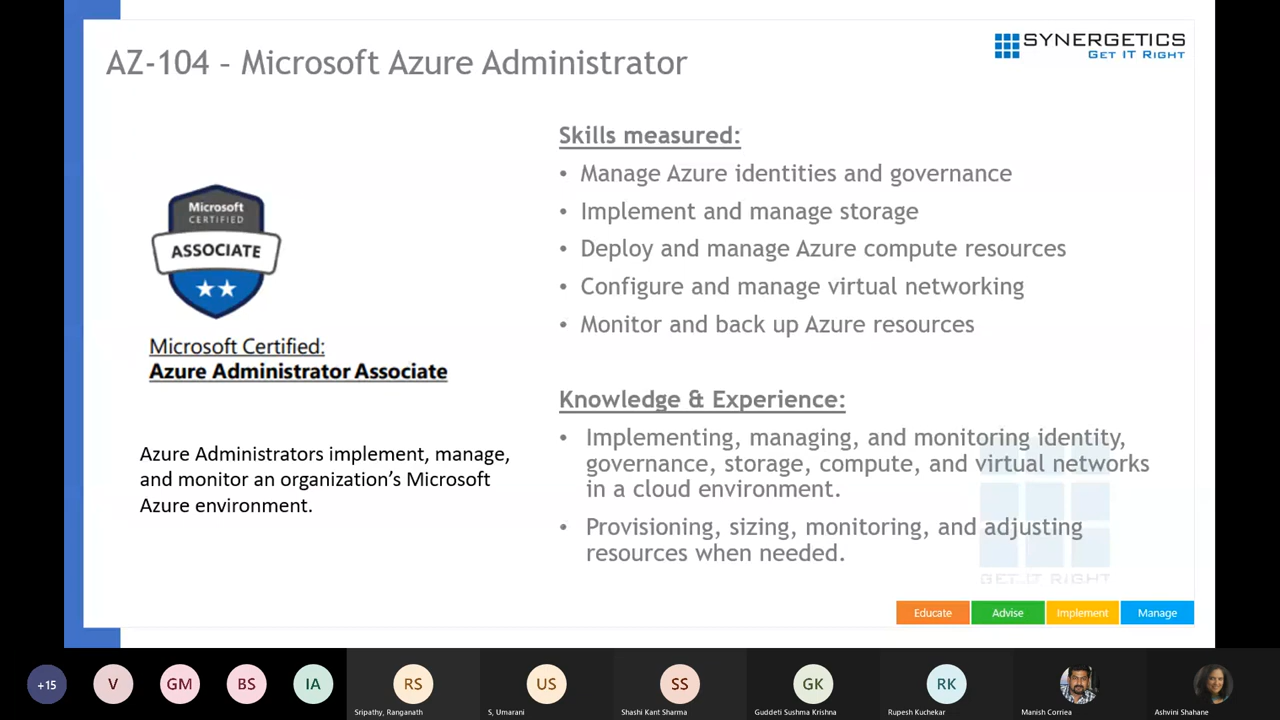 AZ-104 – Microsoft Azure Administrator
SYNERGETICS
GET IT RIGHT
Microsoft
CERTIFIED
ASSOCIATE
Microsoft Certified:
Azure Administrator Associate
Azure Administrators implement, manage,
and monitor an organization’s Microsoft
Azure environment.
Skills measured:
• Manage Azure identities and governance
• Implement and manage storage
• Deploy and manage Azure compute resources
• Configure and manage virtual networking
• Monitor and back up Azure resources
Knowledge & Experience:
• Implementing, managing, and monitoring identity,
governance, storage, compute, and virtual networks
in a cloud environment.
• Provisioning, sizing, monitoring, and adjusting
resources when needed.
GET IT RIGHT
Educate Advise Implement Manage
+15 V GM BS IA RS US SS GK RK
Sripathy, Ranganath S, Umarani Shashi Kant Sharma Guddeti Sushma Krishna Rupesh Kuchekar Manish Corriea Ashvini Shahane